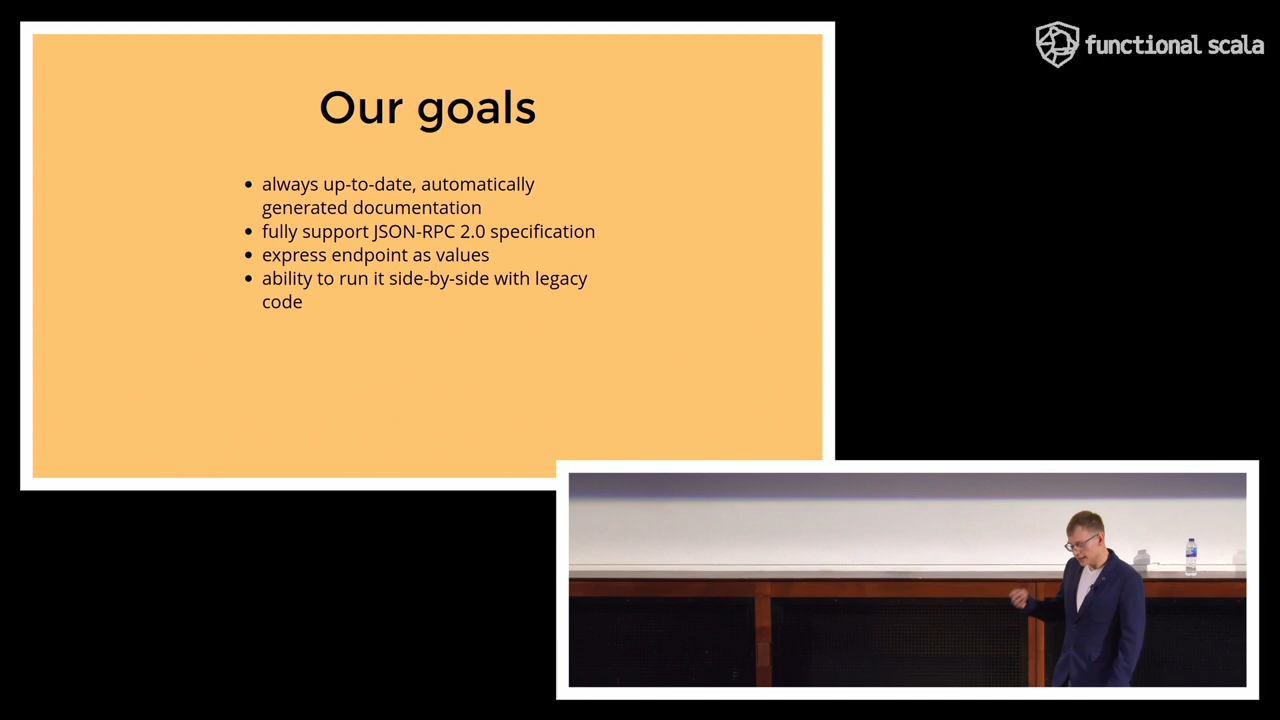 functional scala
Our goals
always up-to-date, automatically
generated documentation
fully support JSON-RPC 2.0 specification
express endpoint as values
ability to run it side-by-side with legacy
code